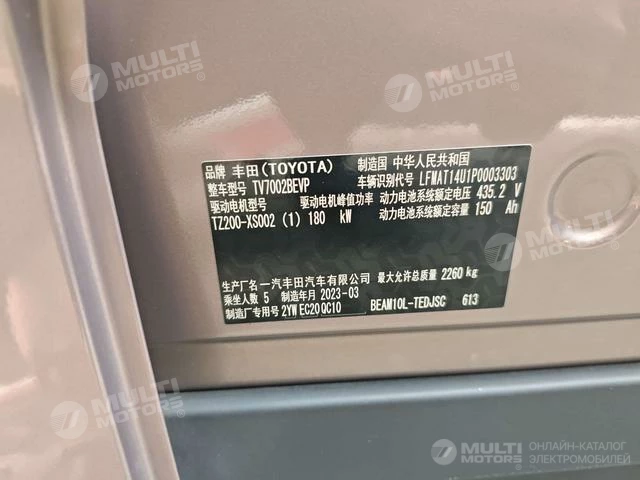 品牌 丰田(TOYOTA) 制造国 中华人民共和国
整车型号 TV7002BEVP 车辆识别代号 LFMAT14U1P0003303
驱动电机型号 驱动电机峰值功率 动力电池系统额定电压 435.2 V
TZ200-XS002 (1) 180 kW 动力电池系统额定容量 150 Ah
生产厂名 一汽丰田汽车有限公司 最大允许总质量 2260 kg
乘坐人数 5 制造年月 2023-03
制造厂专用号 2YW EC20 QC10 BEAM10L-TEDJSC 613
MULTI MOTORS
MULTI MOTORS
MULTI MOTORS
MULTI MOTORS
MULTI MOTORS
ОНЛАЙН-КАТАЛОГ
ЭЛЕКТРОМОБИЛЕЙ